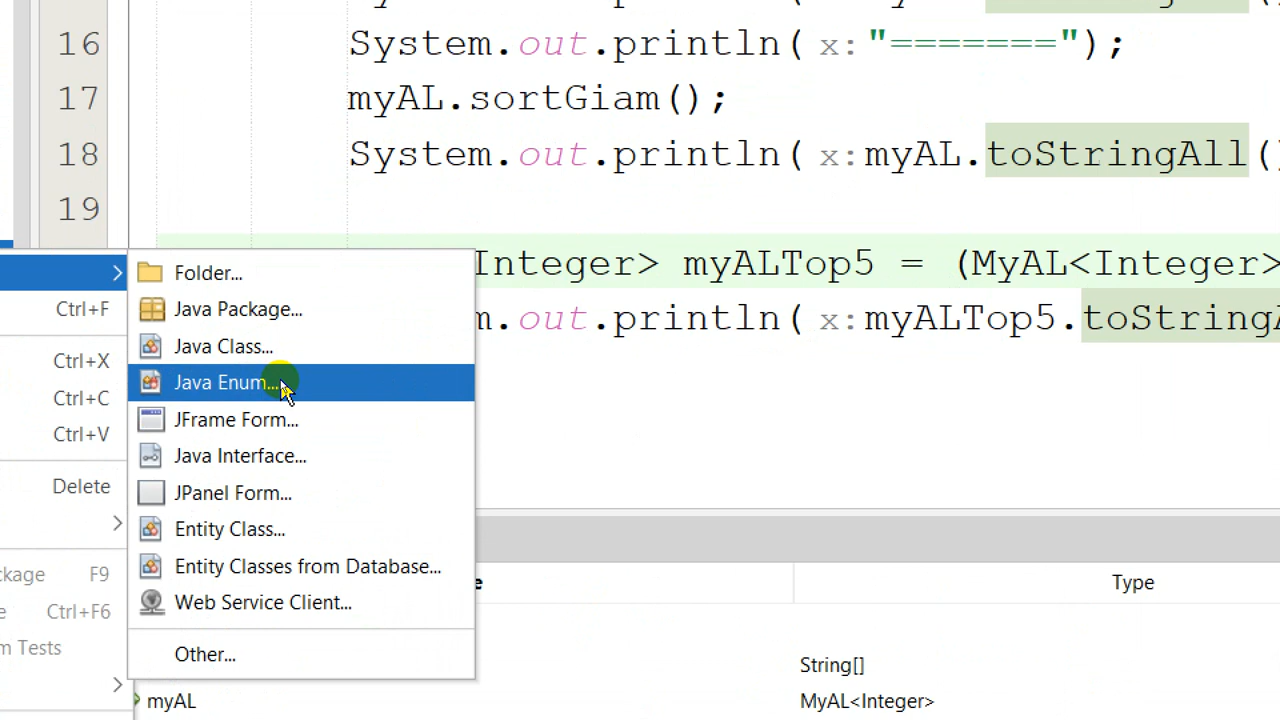 16 System.out.println( x:"=======");
17 myAL.sortGiam();
18 System.out.println( x:myAL.toStringAll()
19
Integer> myALTop5 = (MyAL<Integer>
m.out.println( x:myALTop5.toStringA
Ctrl+F
Ctrl+X
Ctrl+C
Ctrl+V
Delete
F9
Ctrl+F6
Tests
Folder...
Java Package...
Java Class...
Java Enum...
JFrame Form...
Java Interface...
JPanel Form...
Entity Class...
Entity Classes from Database...
Web Service Client...
Other...
Type
String[]
myAL MyAL<Integer>